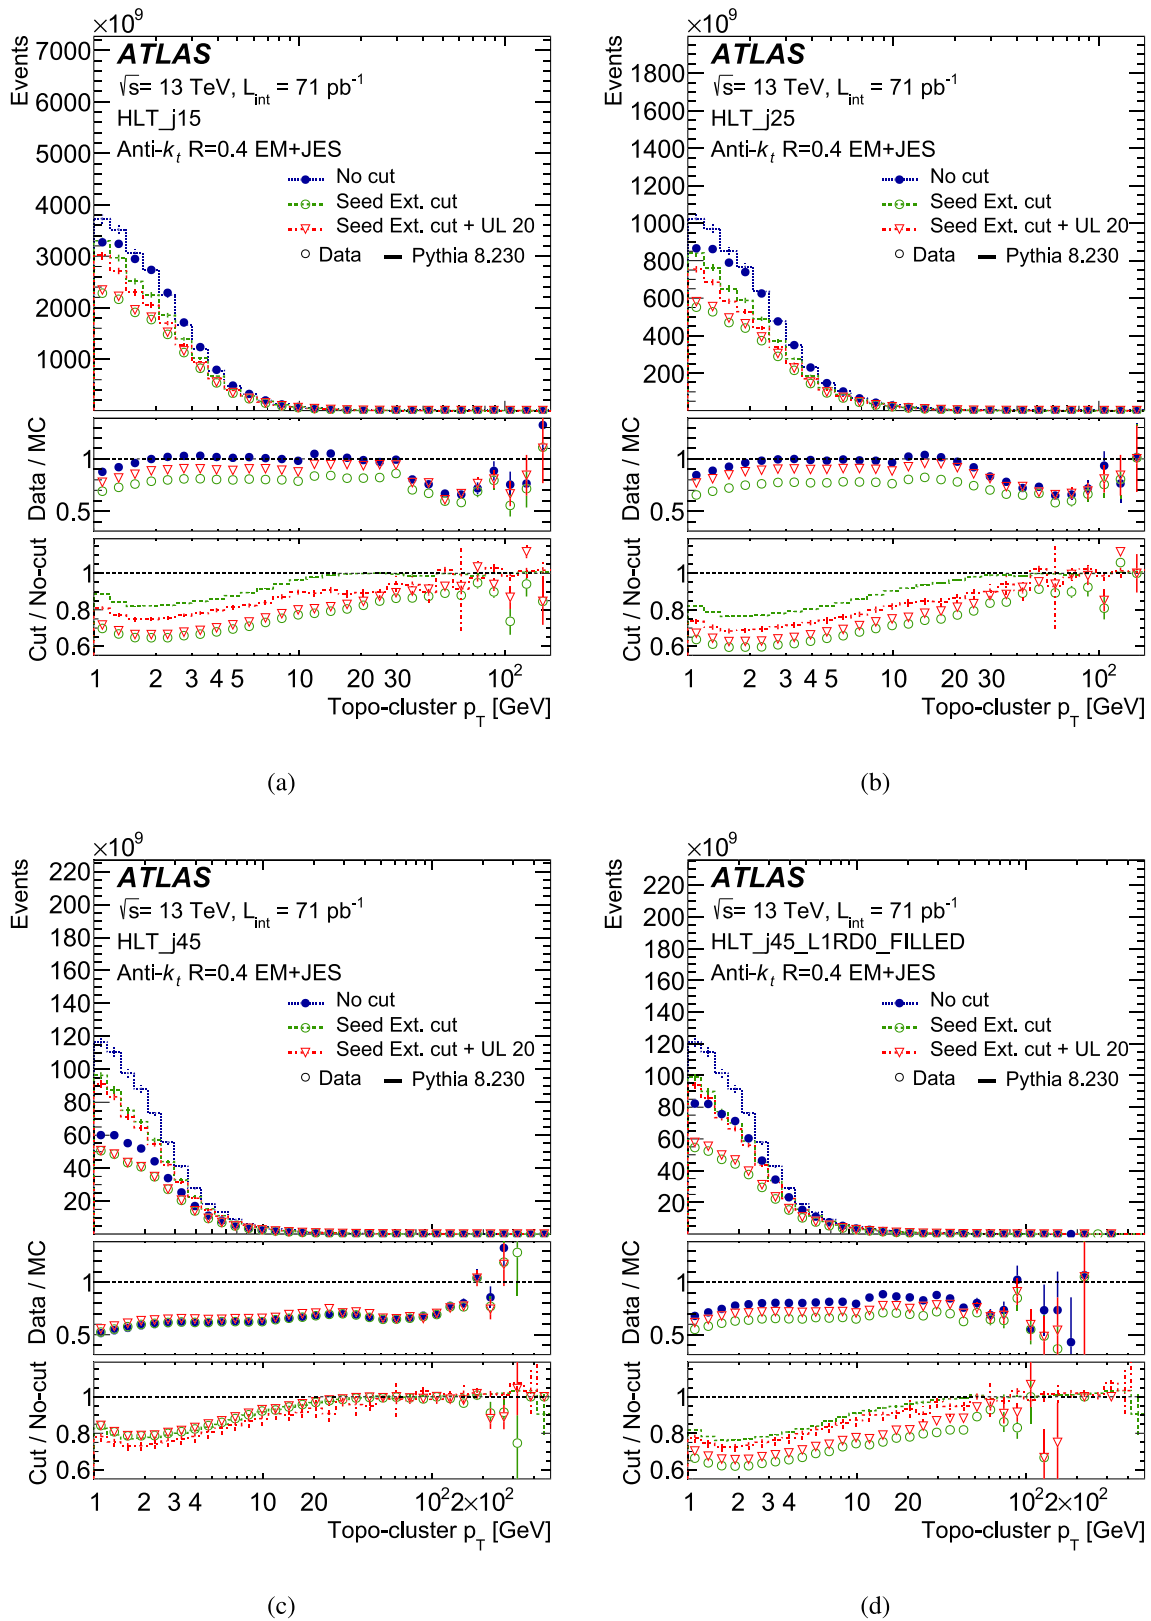 ×10⁹
Events
7000
6000
5000
4000
3000
2000
1000
ATLAS
√s= 13 TeV, L_int = 71 pb⁻¹
HLT_j15
Anti-k_t R=0.4 EM+JES
No cut
Seed Ext. cut
Seed Ext. cut + UL 20
Data Pythia 8.230
Data / MC
1
0.5
Cut / No-cut
1
0.8
0.6
1 2 3 4 5 10 20 30 10²
Topo-cluster p_T [GeV]
(a)
×10⁹
Events
1800
1600
1400
1200
1000
800
600
400
200
ATLAS
√s= 13 TeV, L_int = 71 pb⁻¹
HLT_j25
Anti-k_t R=0.4 EM+JES
No cut
Seed Ext. cut
Seed Ext. cut + UL 20
Data Pythia 8.230
Data / MC
1
0.5
Cut / No-cut
1
0.8
0.6
1 2 3 4 5 10 20 30 10²
Topo-cluster p_T [GeV]
(b)
×10⁹
Events
220
200
180
160
140
120
100
80
60
40
20
ATLAS
√s= 13 TeV, L_int = 71 pb⁻¹
HLT_j45
Anti-k_t R=0.4 EM+JES
No cut
Seed Ext. cut
Seed Ext. cut + UL 20
Data Pythia 8.230
Data / MC
1
0.5
Cut / No-cut
1
0.8
0.6
1 2 3 4 10 20 10² 2×10²
Topo-cluster p_T [GeV]
(c)
×10⁹
Events
220
200
180
160
140
120
100
80
60
40
20
ATLAS
√s= 13 TeV, L_int = 71 pb⁻¹
HLT_j45_L1RD0_FILLED
Anti-k_t R=0.4 EM+JES
No cut
Seed Ext. cut
Seed Ext. cut + UL 20
Data Pythia 8.230
Data / MC
1
0.5
Cut / No-cut
1
0.8
0.6
1 2 3 4 10 20 10² 2×10²
Topo-cluster p_T [GeV]
(d)